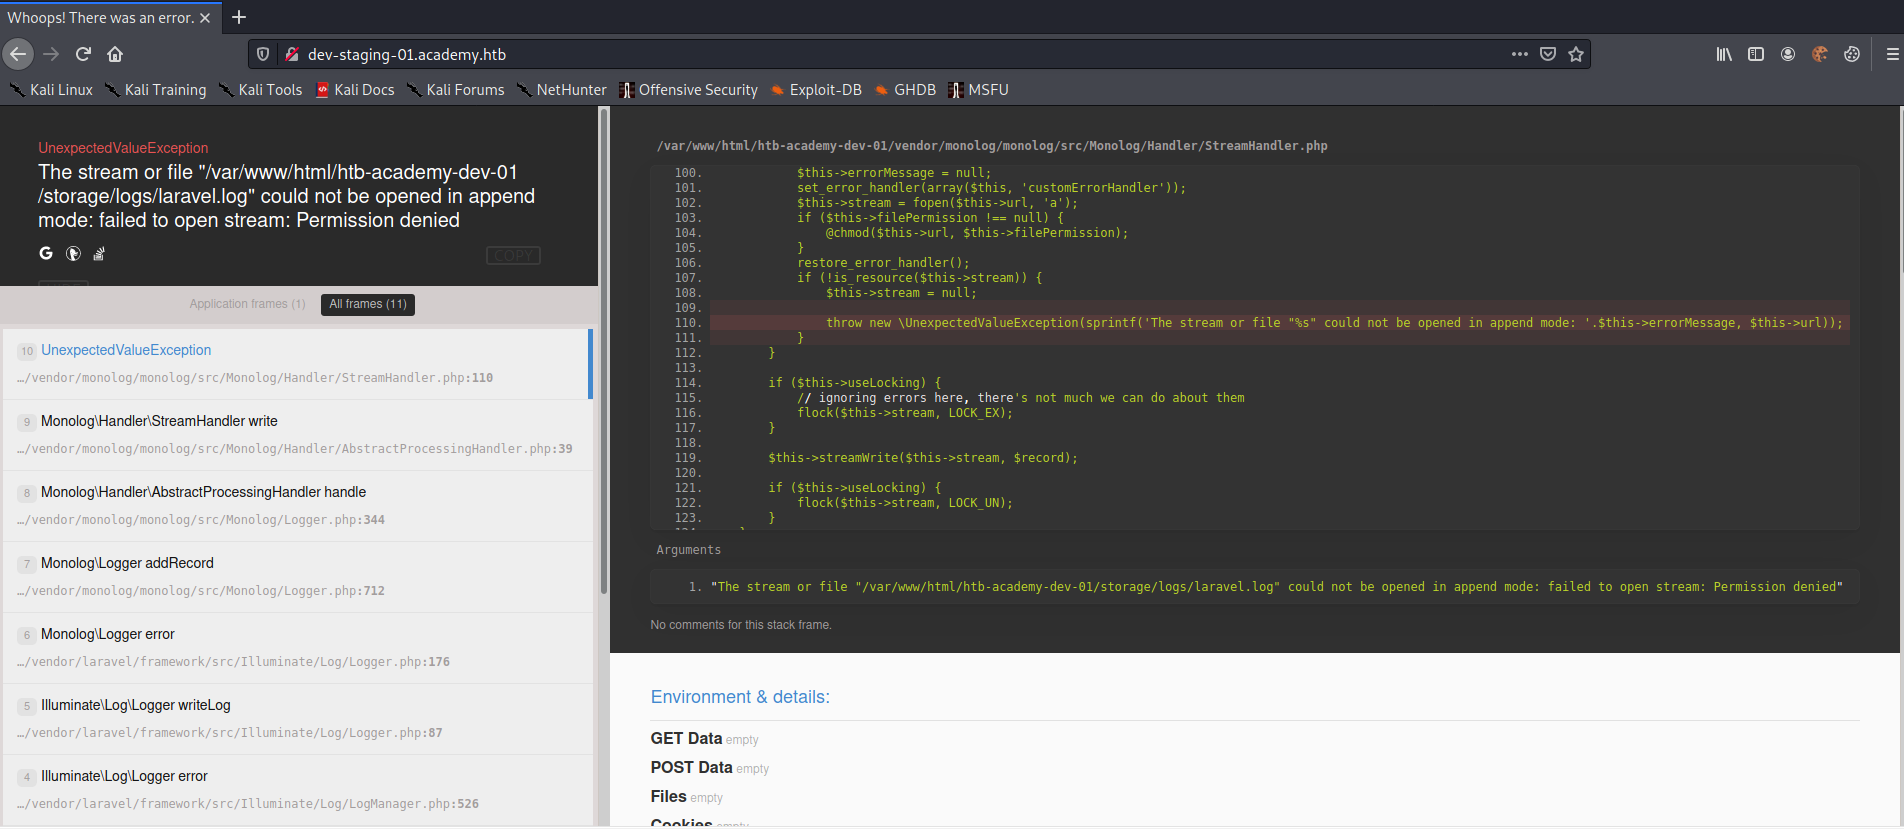 Whoops! There was an error.
dev-staging-01.academy.htb
Kali Linux Kali Training Kali Tools Kali Docs Kali Forums NetHunter Offensive Security Exploit-DB GHDB MSFU
UnexpectedValueException
The stream or file "/var/www/html/htb-academy-dev-01
/storage/logs/laravel.log" could not be opened in append
mode: failed to open stream: Permission denied
COPY
Application frames (1) All frames (11)
10 UnexpectedValueException
…/vendor/monolog/monolog/src/Monolog/Handler/StreamHandler.php:110
9 Monolog\Handler\StreamHandler write
…/vendor/monolog/monolog/src/Monolog/Handler/AbstractProcessingHandler.php:39
8 Monolog\Handler\AbstractProcessingHandler handle
…/vendor/monolog/monolog/src/Monolog/Logger.php:344
7 Monolog\Logger addRecord
…/vendor/monolog/monolog/src/Monolog/Logger.php:712
6 Monolog\Logger error
…/vendor/laravel/framework/src/Illuminate/Log/Logger.php:176
5 Illuminate\Log\Logger writeLog
…/vendor/laravel/framework/src/Illuminate/Log/Logger.php:87
4 Illuminate\Log\Logger error
…/vendor/laravel/framework/src/Illuminate/Log/LogManager.php:526
/var/www/html/htb-academy-dev-01/vendor/monolog/monolog/src/Monolog/Handler/StreamHandler.php
100. $this->errorMessage = null;
101. set_error_handler(array($this, 'customErrorHandler'));
102. $this->stream = fopen($this->url, 'a');
103. if ($this->filePermission !== null) {
104. @chmod($this->url, $this->filePermission);
105. }
106. restore_error_handler();
107. if (!is_resource($this->stream)) {
108. $this->stream = null;
109.
110. throw new \UnexpectedValueException(sprintf('The stream or file "%s" could not be opened in append mode: '.$this->errorMessage, $this->url));
111. }
112. }
113.
114. if ($this->useLocking) {
115. // ignoring errors here, there's not much we can do about them
116. flock($this->stream, LOCK_EX);
117. }
118.
119. $this->streamWrite($this->stream, $record);
120.
121. if ($this->useLocking) {
122. flock($this->stream, LOCK_UN);
123. }
Arguments
1. "The stream or file "/var/www/html/htb-academy-dev-01/storage/logs/laravel.log" could not be opened in append mode: failed to open stream: Permission denied"
No comments for this stack frame.
Environment & details:
GET Data empty
POST Data empty
Files empty
Cookies empty